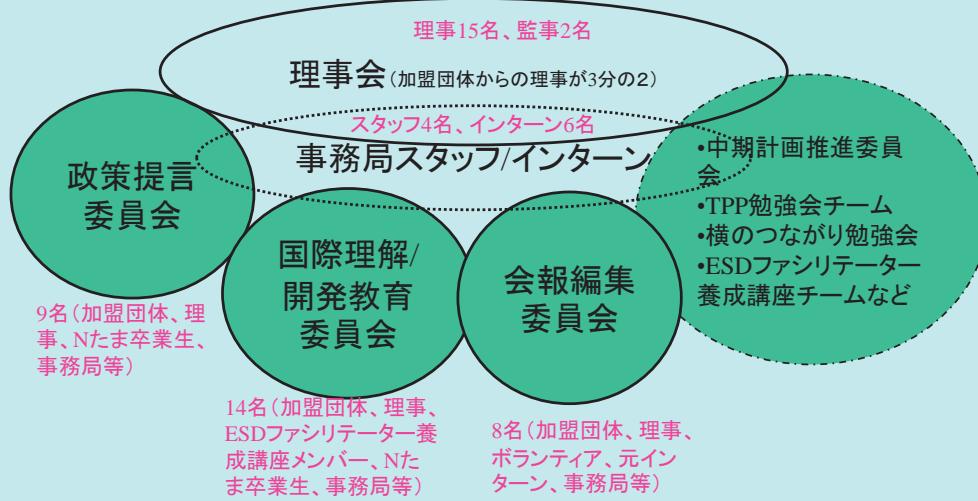 理事15名、監事2名
理事会(加盟団体からの理事が3分の2)
スタッフ4名、インターン6名
事務局スタッフ/インターン
政策提言
委員会
9名(加盟団体、理
事、Nたま卒業生、
事務局等)
国際理解/
開発教育
委員会
14名(加盟団体、理事、
ESDファシリテーター養
成講座メンバー、Nた
ま卒業生、事務局等)
会報編集
委員会
8名(加盟団体、理事、
ボランティア、元イン
ターン、事務局等)
•中期計画推進委員
会
•TPP勉強会チーム
•横のつながり勉強会
•ESDファシリテーター
養成講座チームなど